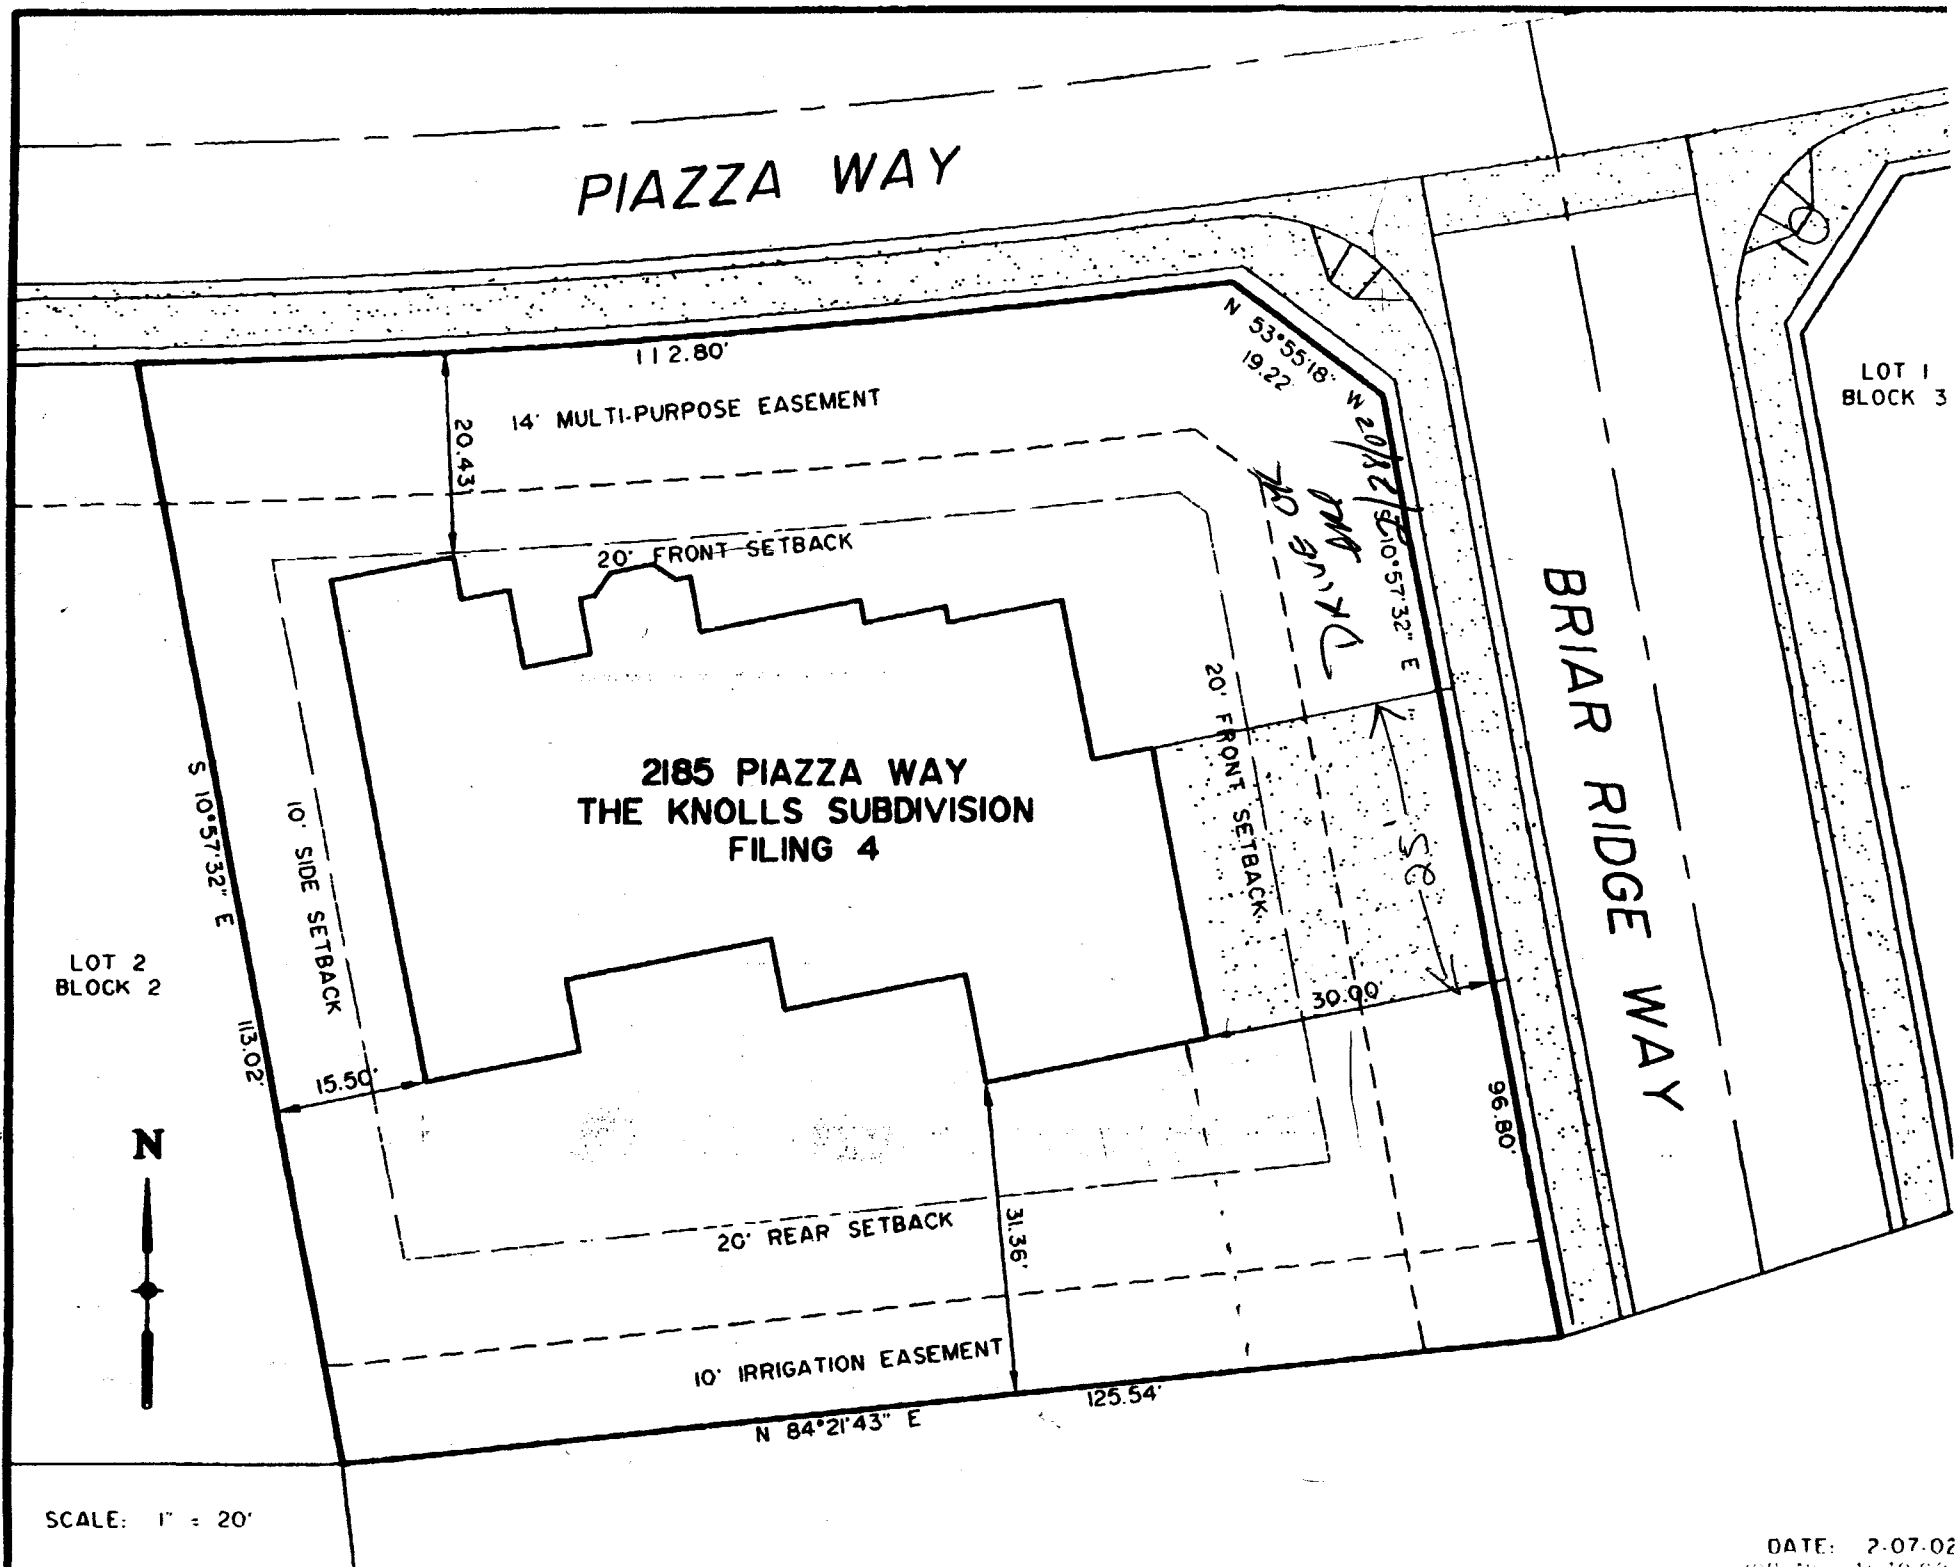 PIAZZA WAY
112.80'
14' MULTI-PURPOSE EASEMENT
20.43'
N 53°55'18" W
19.22'
LOT 1
BLOCK 3
20' FRONT SETBACK
S 10°57'32" E
Drive OK
20' FRONT SETBACK
BRIAR RIDGE WAY
2185 PIAZZA WAY
THE KNOLLS SUBDIVISION
FILING 4
S 10°57'32" E
10' SIDE SETBACK
LOT 2
BLOCK 2
113.02'
15.50'
30.00'
96.80'
N
20' REAR SETBACK
31.36'
10' IRRIGATION EASEMENT
125.54'
N 84°21'43" E
SCALE: 1" = 20'
DATE: 2-07-02